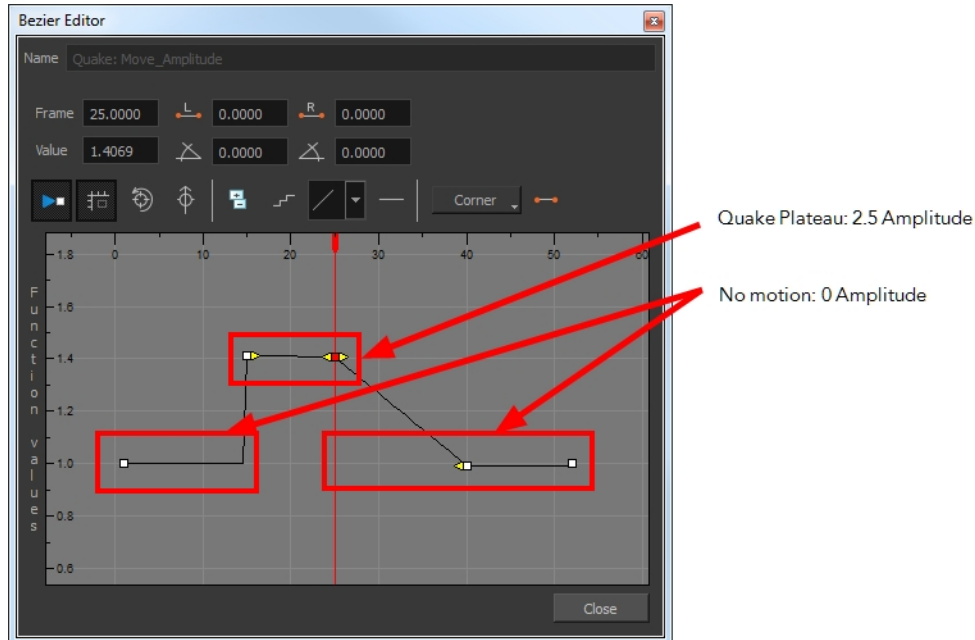 Bezier Editor
Name Quake: Move_Amplitude
Frame 25.0000 L 0.0000 R 0.0000
Value 1.4069 0.0000 0.0000
Corner
0 10 20 30 40 50 60
1.8
1.6
1.4
1.2
1.0
0.8
0.6
Function values
Close
Quake Plateau: 2.5 Amplitude
No motion: 0 Amplitude